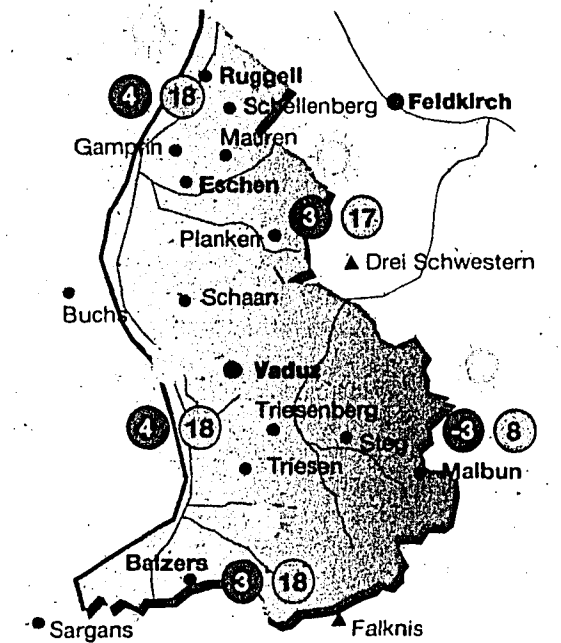 Ruggell
4 18
Schellenberg
Feldkirch
Mauren
Gamprin
Eschen
3 17
Planken
Drei Schwestern
Schaan
Buchs
Vaduz
Triesenberg
4 18
Steg
-3 8
Triesen
Malbun
Balzers
3 18
Falknis
Sargans